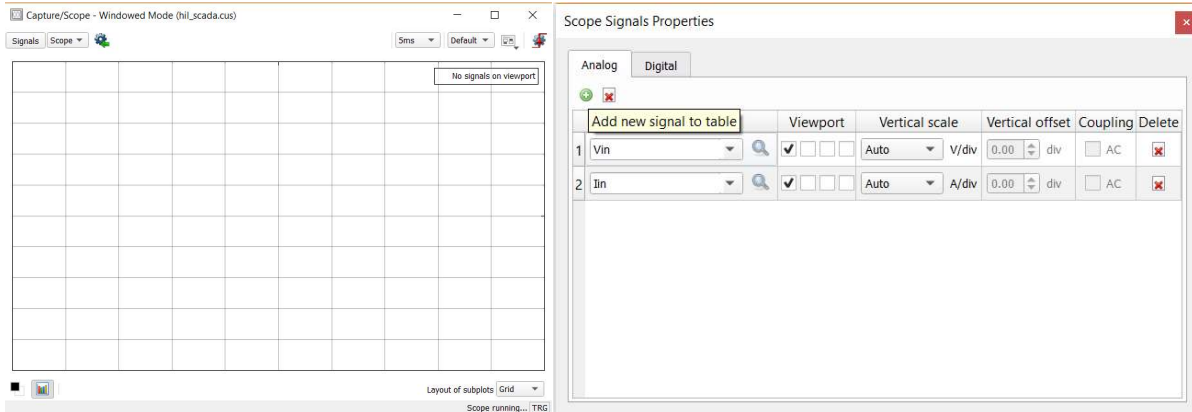 Capture/Scope - Windowed Mode (hil_scada.cus)
Signals Scope 5ms Default
No signals on viewport
Layout of subplots Grid
Scope running... TRG
Scope Signals Properties
Analog Digital
Add new signal to table
Viewport Vertical scale Vertical offset Coupling Delete
1 Vin Auto V/div 0.00 div AC
2 Iin Auto A/div 0.00 div AC